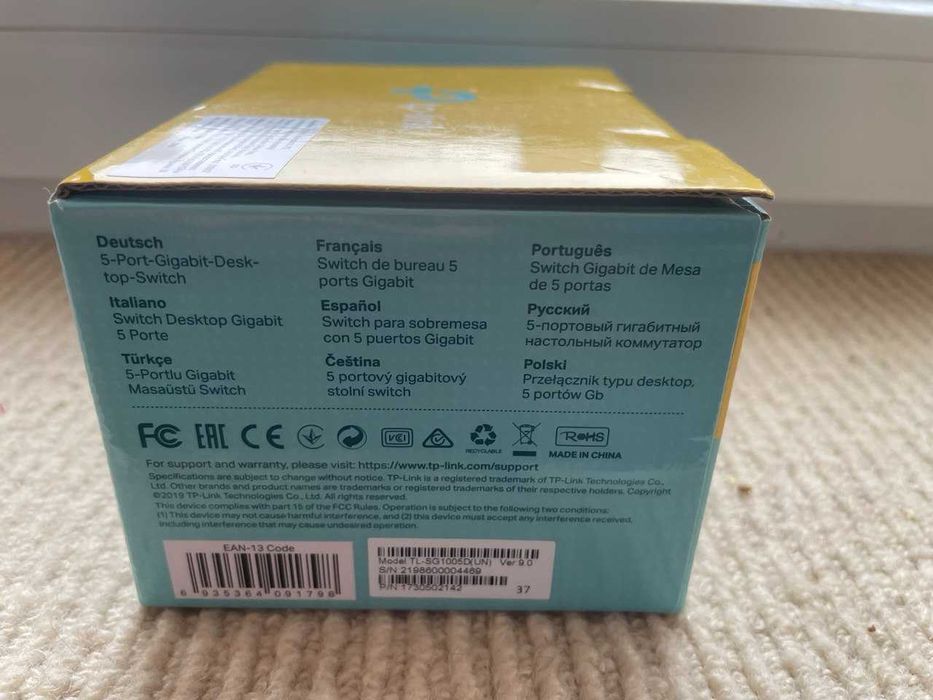 Deutsch
5-Port-Gigabit-Desk-
top-Switch
Italiano
Switch Desktop Gigabit
5 Porte
Türkçe
5-Portlu Gigabit
Masaüstü Switch
Français
Switch de bureau 5
ports Gigabit
Español
Switch para sobremesa
con 5 puertos Gigabit
Čeština
5 portový gigabitový
stolní switch
Português
Switch Gigabit de Mesa
de 5 portas
Русский
5-портовый гигабитный
настольный коммутатор
Polski
Przełącznik typu desktop,
5 portów Gb
FC EAC CE VCCI RECYCLABLE RoHS
MADE IN CHINA
For support and warranty, please visit: https://www.tp-link.com/support
Specifications are subject to change without notice. TP-Link is a registered trademark of TP-Link Technologies Co.,
Ltd. Other brands and product names are trademarks or registered trademarks of their respective holders. Copyright
©2019 TP-Link Technologies Co., Ltd. All rights reserved.
This device complies with part 15 of the FCC Rules. Operation is subject to the following two conditions:
(1) This device may not cause harmful interference, and (2) this device must accept any interference received,
including interference that may cause undesired operation.
EAN-13 Code
6 935364 091798
Model TL-SG1005D(UN) Ver 9.0
S/N 2198600004469
P/N 1730502142
37